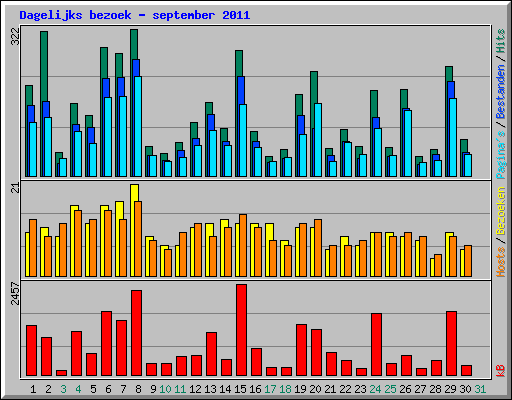 Dagelijks bezoek - september 2011
322
21
2457
Pagina's / Bestanden / Hits
Hosts / Bezoeken
kB
1 2 3 4 5 6 7 8 9 10 11 12 13 14 15 16 17 18 19 20 21 22 23 24 25 26 27 28 29 30 31